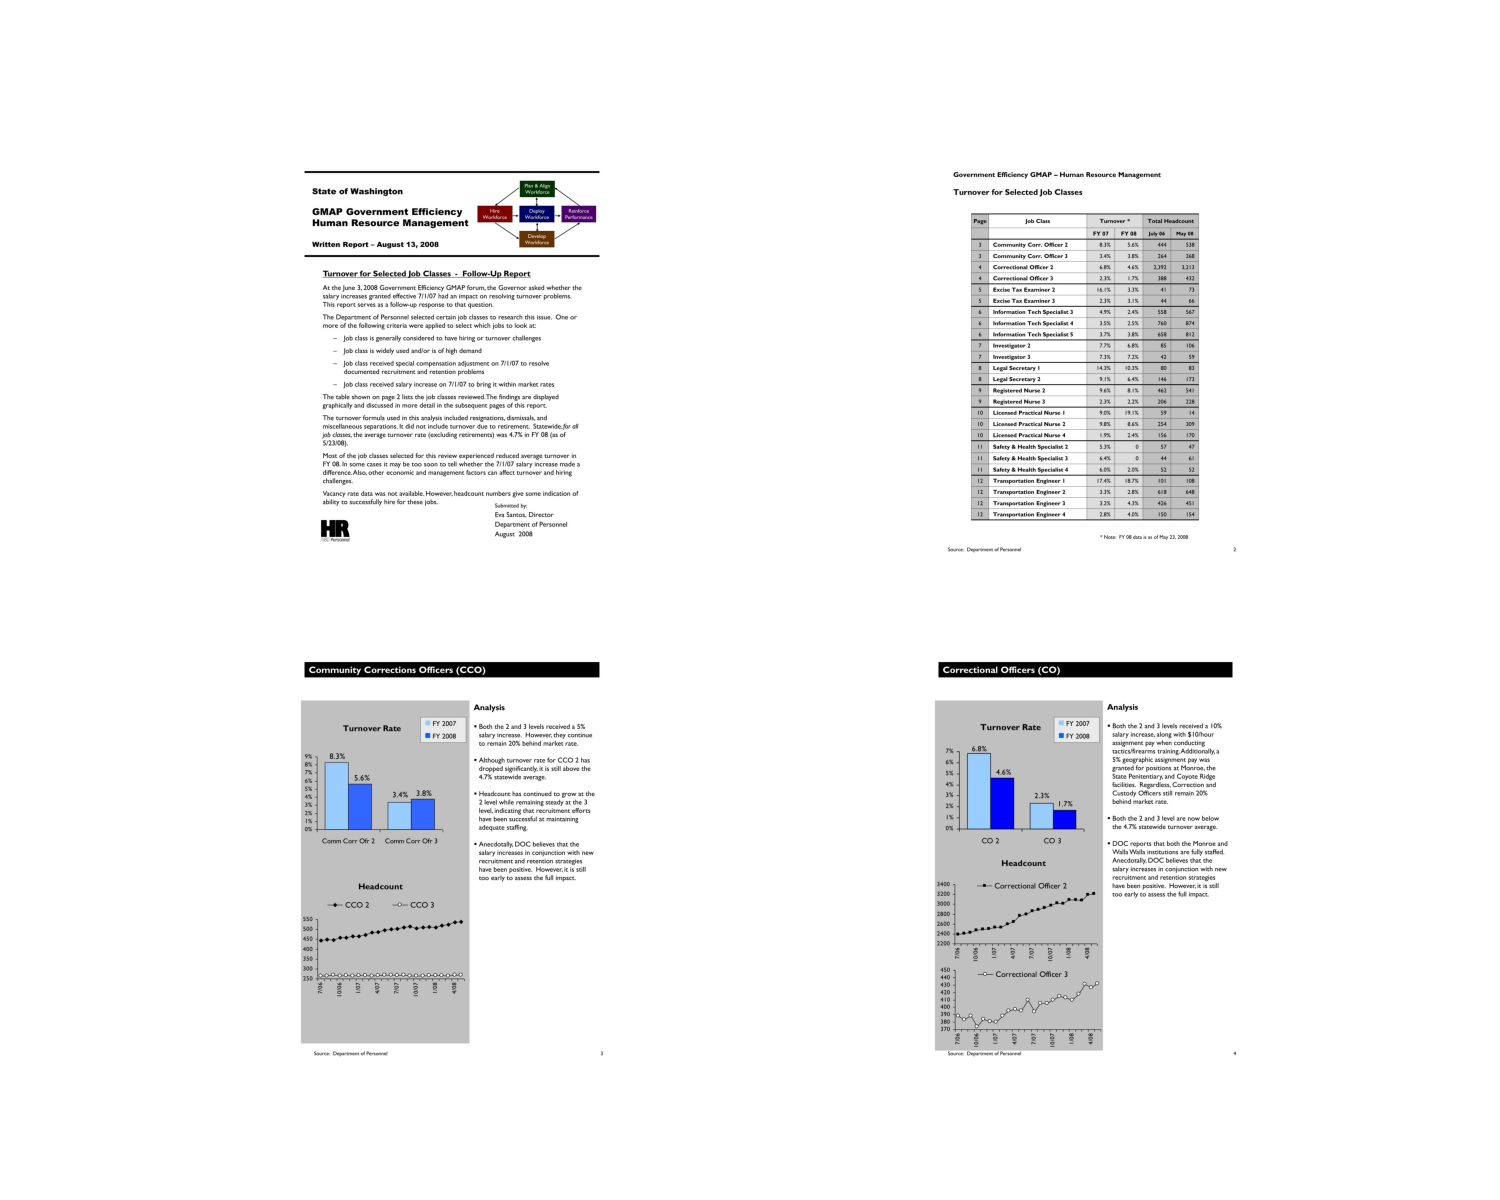 State of Washington
GMAP Government Efficiency
Human Resource Management
Written Report – August 13, 2008
Plan & Align
Workforce
Hire
Workforce
Deploy
Workforce
Reinforce
Performance
Develop
Workforce
Turnover for Selected Job Classes - Follow-Up Report
At the June 3, 2008 Government Efficiency GMAP forum, the Governor asked whether the
salary increases granted effective 7/1/07 had an impact on resolving turnover problems.
This report serves as a follow-up response to that question.
The Department of Personnel selected certain job classes to research this issue. One or
more of the following criteria were applied to select which jobs to look at:
– Job class is generally considered to have hiring or turnover challenges
– Job class is widely used and/or is of high demand
– Job class received special compensation adjustment on 7/1/07 to resolve
documented recruitment and retention problems
– Job class received salary increase on 7/1/07 to bring it within market rates
The table shown on page 2 lists the job classes reviewed. The findings are displayed
graphically and discussed in more detail in the subsequent pages of this report.
The turnover formula used in this analysis included resignations, dismissals, and
miscellaneous separations. It did not include turnover due to retirement. Statewide, for all
job classes, the average turnover rate (excluding retirements) was 4.7% in FY 08 (as of
5/23/08).
Most of the job classes selected for this review experienced reduced average turnover in
FY 08. In some cases it may be too soon to tell whether the 7/1/07 salary increase made a
difference. Also, other economic and management factors can affect turnover and hiring
challenges.
Vacancy rate data was not available. However, headcount numbers give some indication of
ability to successfully hire for these jobs.
Submitted by:
Eva Santos, Director
Department of Personnel
August 2008
HR
Personnel
Government Efficiency GMAP – Human Resource Management
Turnover for Selected Job Classes
Page Job Class Turnover * Total Headcount
FY 07 FY 08 July 06 May 08
3 Community Corr. Officer 2 8.3% 5.6% 444 538
3 Community Corr. Officer 3 3.4% 3.8% 264 268
4 Correctional Officer 2 6.8% 4.6% 2,392 3,213
4 Correctional Officer 3 2.3% 1.7% 388 432
5 Excise Tax Examiner 2 16.1% 3.3% 41 73
5 Excise Tax Examiner 3 2.3% 3.1% 44 66
6 Information Tech Specialist 3 4.9% 2.4% 558 567
6 Information Tech Specialist 4 3.5% 2.5% 760 874
6 Information Tech Specialist 5 3.7% 3.8% 658 812
7 Investigator 2 7.7% 6.8% 85 106
7 Investigator 3 7.3% 7.2% 42 59
8 Legal Secretary 1 14.3% 10.3% 80 83
8 Legal Secretary 2 9.1% 6.4% 146 173
9 Registered Nurse 2 9.6% 8.1% 462 541
9 Registered Nurse 3 2.3% 2.2% 206 228
10 Licensed Practical Nurse 1 9.0% 19.1% 59 14
10 Licensed Practical Nurse 2 9.8% 8.6% 254 309
10 Licensed Practical Nurse 4 1.9% 2.4% 156 170
11 Safety & Health Specialist 2 5.3% 0 57 47
11 Safety & Health Specialist 3 6.4% 0 44 61
11 Safety & Health Specialist 4 6.0% 2.0% 52 52
12 Transportation Engineer 1 17.4% 18.7% 101 108
12 Transportation Engineer 2 3.3% 2.8% 618 648
12 Transportation Engineer 3 3.2% 4.3% 426 451
12 Transportation Engineer 4 2.8% 4.0% 150 154
* Note: FY 08 data is as of May 23, 2008
Source: Department of Personnel
2
Community Corrections Officers (CCO)
Turnover Rate
FY 2007
FY 2008
9%
8%
7%
6%
5%
4%
3%
2%
1%
0%
8.3%
5.6%
3.4% 3.8%
Comm Corr Ofr 2 Comm Corr Ofr 3
Headcount
CCO 2 CCO 3
550
500
450
400
350
300
250
7/06 10/06 1/07 4/07 7/07 10/07 1/08 4/08
Analysis
▪ Both the 2 and 3 levels received a 5%
salary increase. However, they continue
to remain 20% behind market rate.
▪ Although turnover rate for CCO 2 has
dropped significantly, it is still above the
4.7% statewide average.
▪ Headcount has continued to grow at the
2 level while remaining steady at the 3
level, indicating that recruitment efforts
have been successful at maintaining
adequate staffing.
▪ Anecdotally, DOC believes that the
salary increases in conjunction with new
recruitment and retention strategies
have been positive. However, it is still
too early to assess the full impact.
Source: Department of Personnel
3
Correctional Officers (CO)
Turnover Rate
FY 2007
FY 2008
7%
6%
5%
4%
3%
2%
1%
0%
6.8%
4.6%
2.3%
1.7%
CO 2 CO 3
Headcount
Correctional Officer 2
3400
3200
3000
2800
2600
2400
2200
7/06 10/06 1/07 4/07 7/07 10/07 1/08 4/08
Correctional Officer 3
450
440
430
420
410
400
390
380
370
7/06 10/06 1/07 4/07 7/07 10/07 1/08 4/08
Analysis
▪ Both the 2 and 3 levels received a 10%
salary increase, along with $10/hour
assignment pay when conducting
tactics/firearms training. Additionally, a
5% geographic assignment pay was
granted for positions at Monroe, the
State Penitentiary, and Coyote Ridge
facilities. Regardless, Correction and
Custody Officers still remain 20%
behind market rate.
▪ Both the 2 and 3 level are now below
the 4.7% statewide turnover average.
▪ DOC reports that both the Monroe and
Walla Walla institutions are fully staffed.
Anecdotally, DOC believes that the
salary increases in conjunction with new
recruitment and retention strategies
have been positive. However, it is still
too early to assess the full impact.
Source: Department of Personnel
4